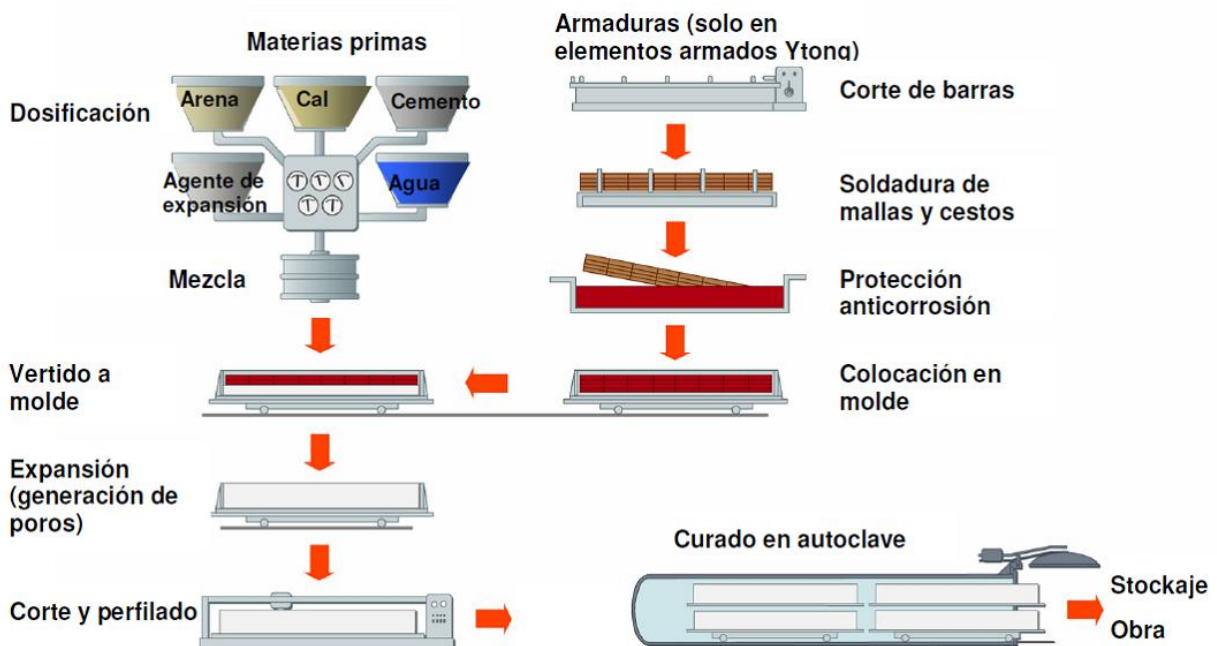 Materias primas
Armaduras (solo en
elementos armados Ytong)
Dosificación
Arena
Cal
Cemento
Corte de barras
Agente de
expansión
Agua
Soldadura de
mallas y cestos
Mezcla
Protección
anticorrosión
Vertido a
molde
Colocación en
molde
Expansión
(generación de
poros)
Curado en autoclave
Corte y perfilado
Stockaje
Obra